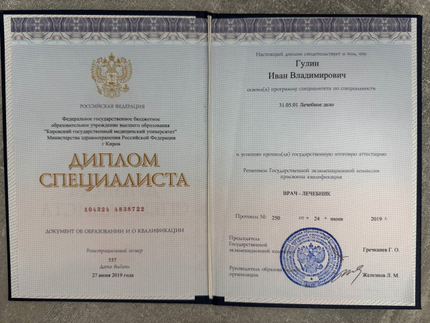 РОССИЙСКАЯ ФЕДЕРАЦИЯ
Федеральное государственное бюджетное
образовательное учреждение высшего образования
"Кировский государственный медицинский университет"
Министерства здравоохранения Российской Федерации
г Киров
ДИПЛОМ
СПЕЦИАЛИСТА
104324 4838722
ДОКУМЕНТ ОБ ОБРАЗОВАНИИ И О КВАЛИФИКАЦИИ
Регистрационный номер
557
Дата выдачи
27 июня 2019 года
Настоящий диплом свидетельствует о том, что
Гулин
Иван Владимирович
освоил(а) программу специалитета по специальности
31.05.01 Лечебное дело
и успешно прошел(а) государственную итоговую аттестацию
Решением Государственной экзаменационной комиссии
присвоена квалификация
ВРАЧ - ЛЕЧЕБНИК
Протокол № 250 от « 24 » июня 2019 г.
Председатель
Государственной
экзаменационной комиссии
Гречкина Г. О.
Руководитель образовательной
организации
Железнов Л. М.